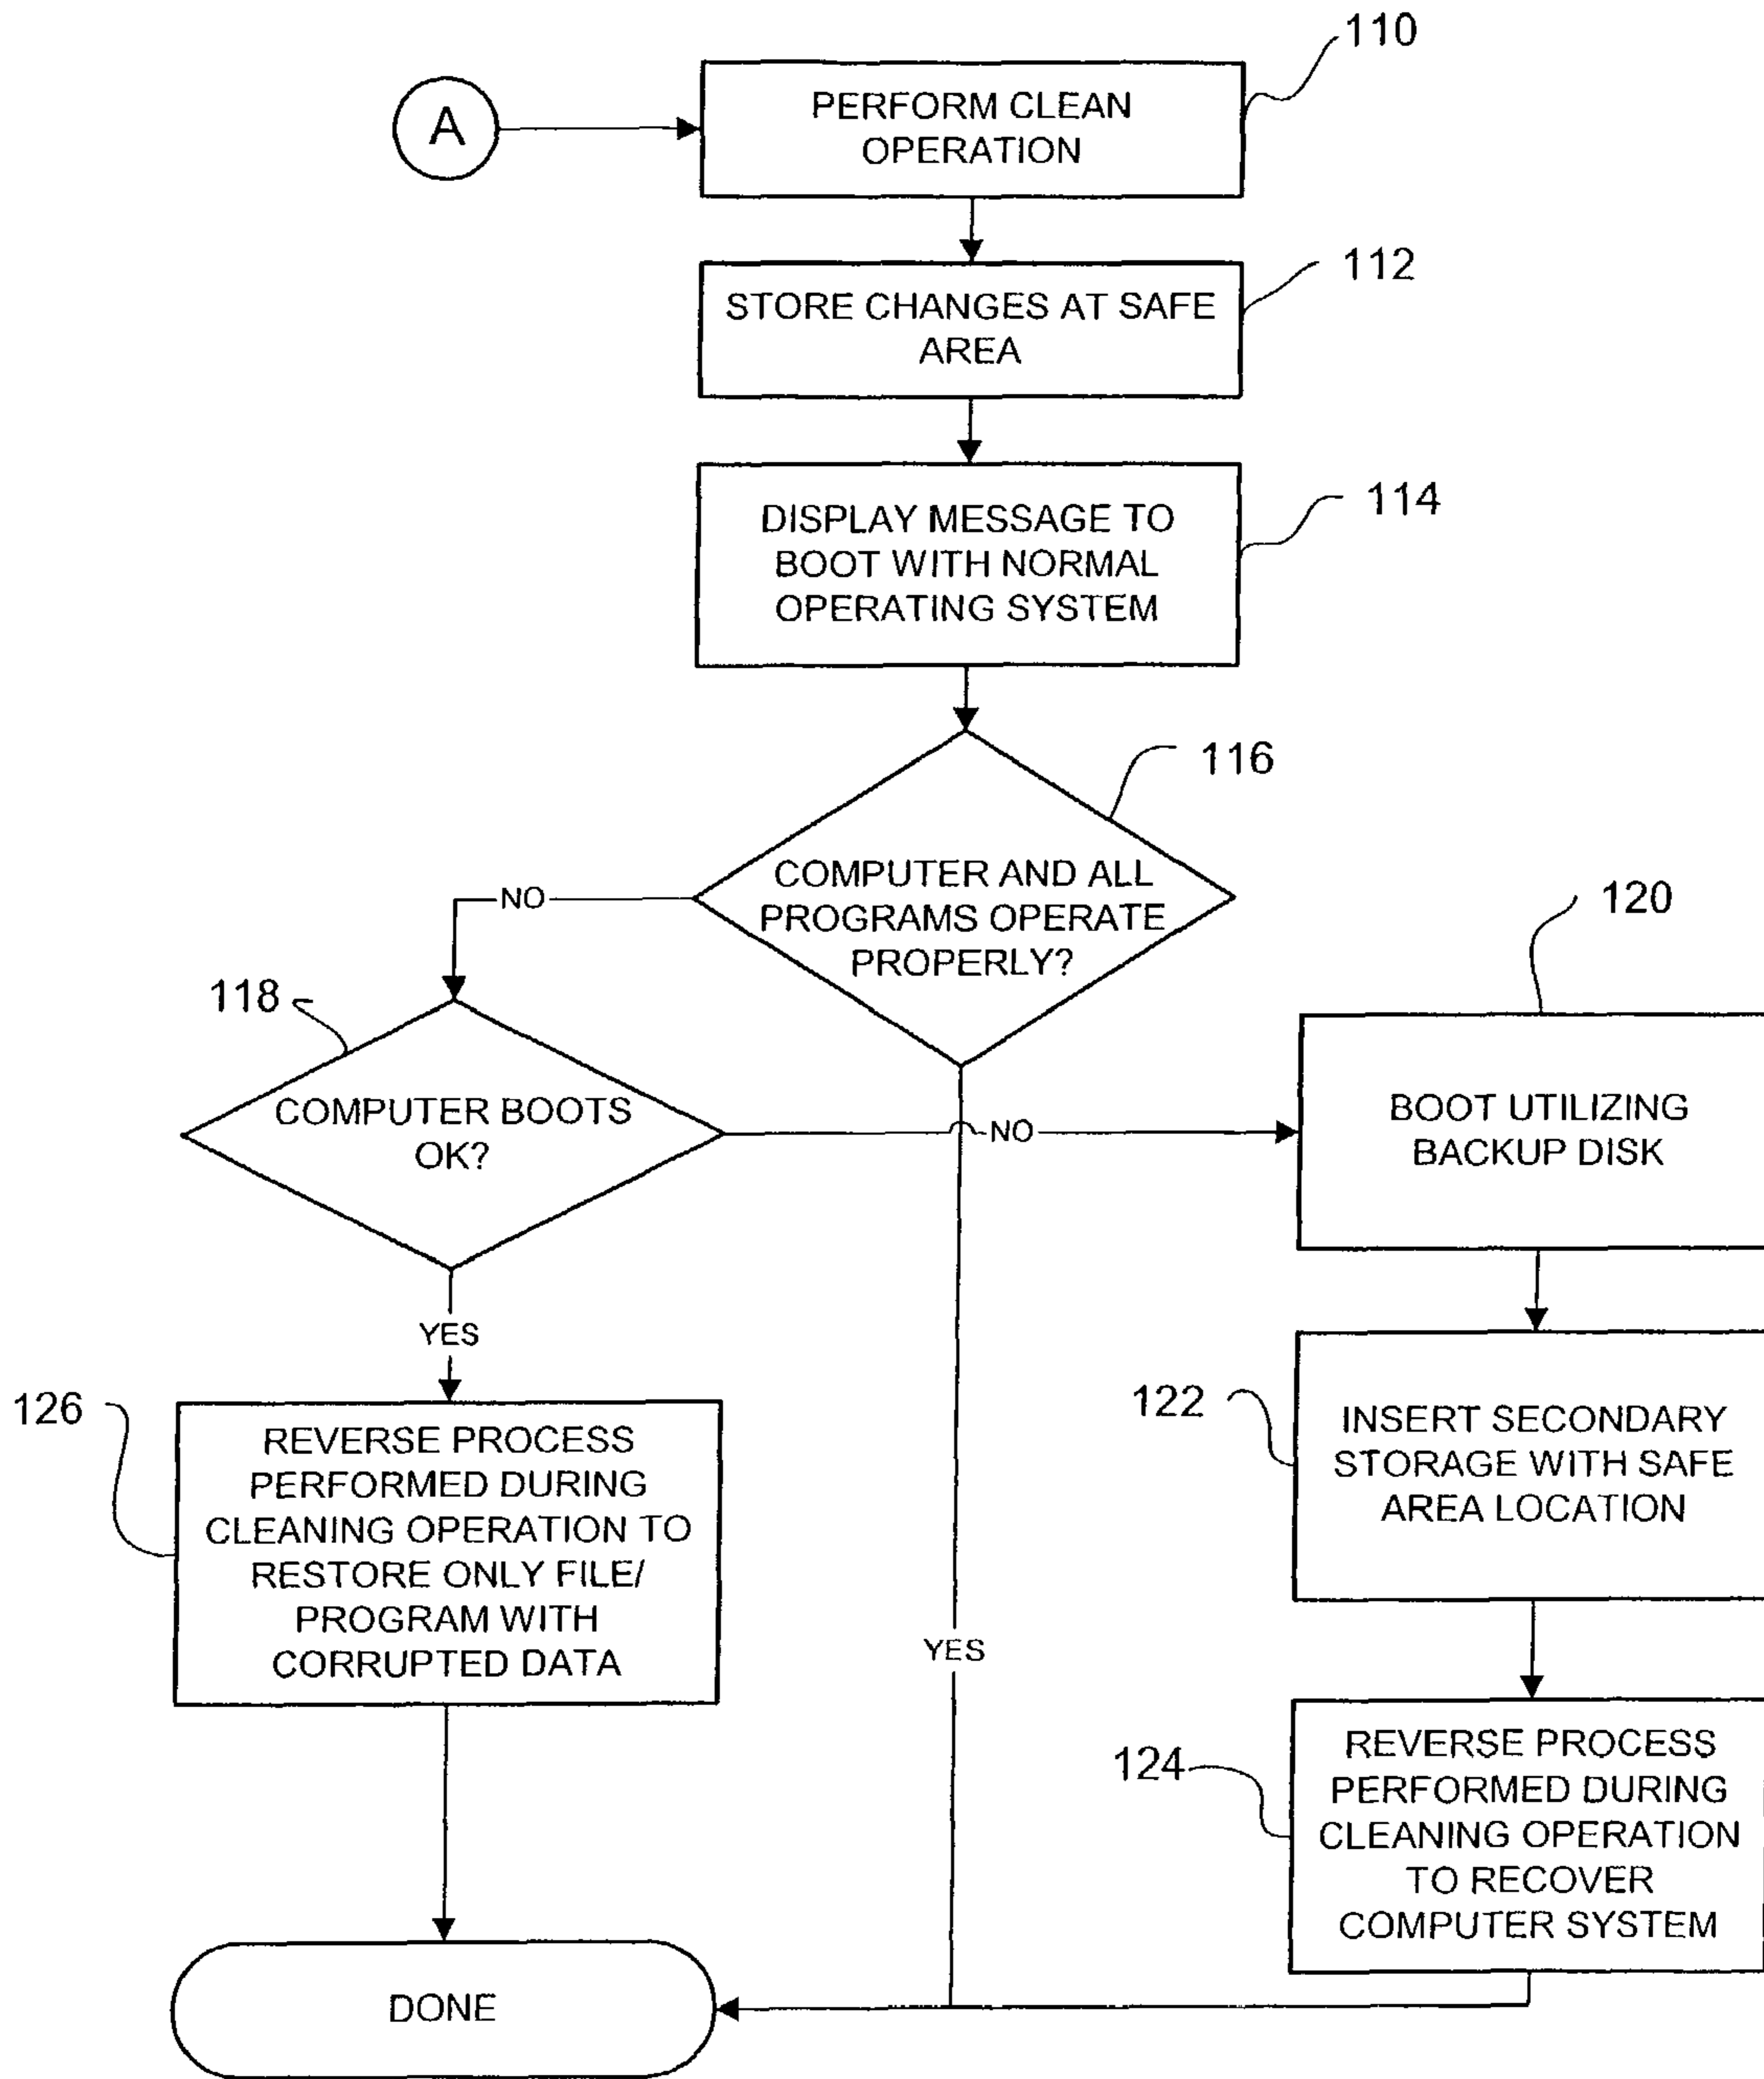 110
A
PERFORM CLEAN
OPERATION
112
STORE CHANGES AT SAFE
AREA
114
DISPLAY MESSAGE TO
BOOT WITH NORMAL
OPERATING SYSTEM
116
COMPUTER AND ALL
PROGRAMS OPERATE
PROPERLY?
NO
118
COMPUTER BOOTS
OK?
NO
120
BOOT UTILIZING
BACKUP DISK
YES
122
INSERT SECONDARY
STORAGE WITH SAFE
AREA LOCATION
126
REVERSE PROCESS
PERFORMED DURING
CLEANING OPERATION TO
RESTORE ONLY FILE/
PROGRAM WITH
CORRUPTED DATA
YES
124
REVERSE PROCESS
PERFORMED DURING
CLEANING OPERATION
TO RECOVER
COMPUTER SYSTEM
DONE